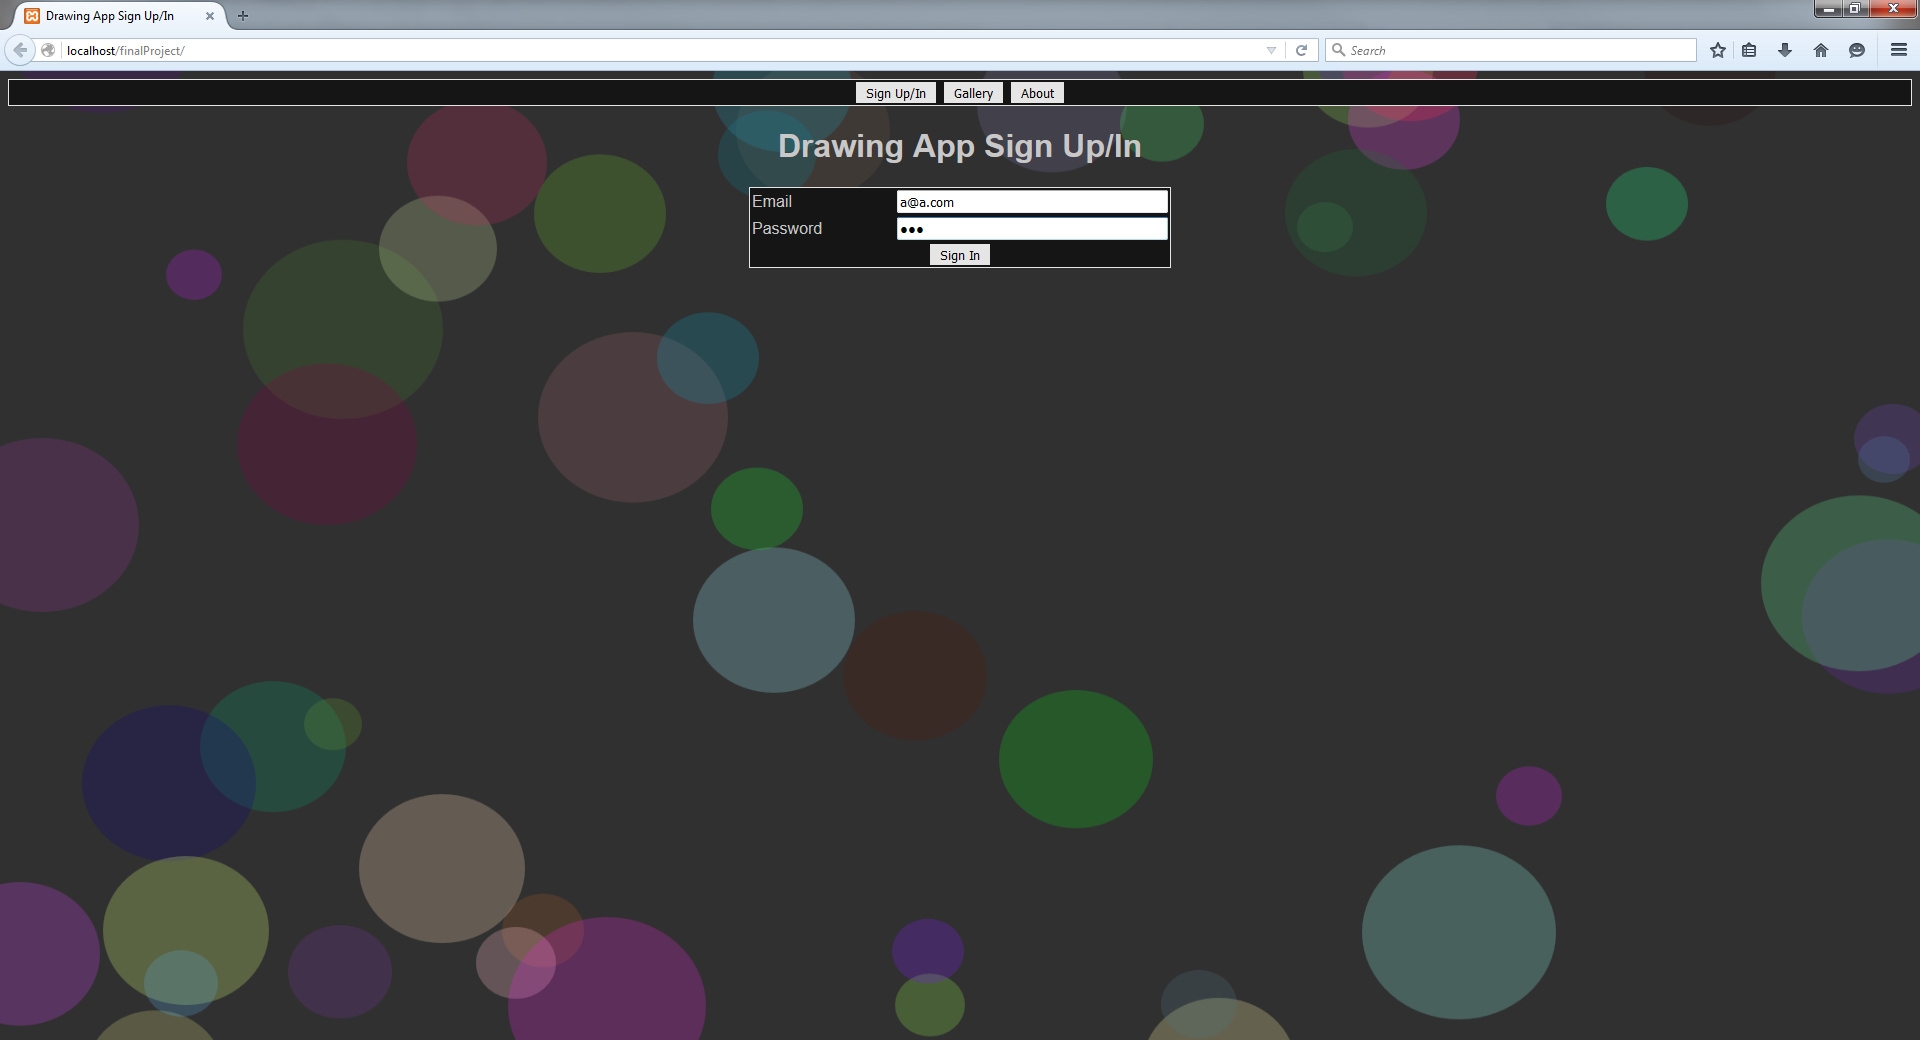 Drawing App Sign Up/In
localhost/finalProject/
Search
Sign Up/In Gallery About
Drawing App Sign Up/In
Email a@a.com
Password •••
Sign In